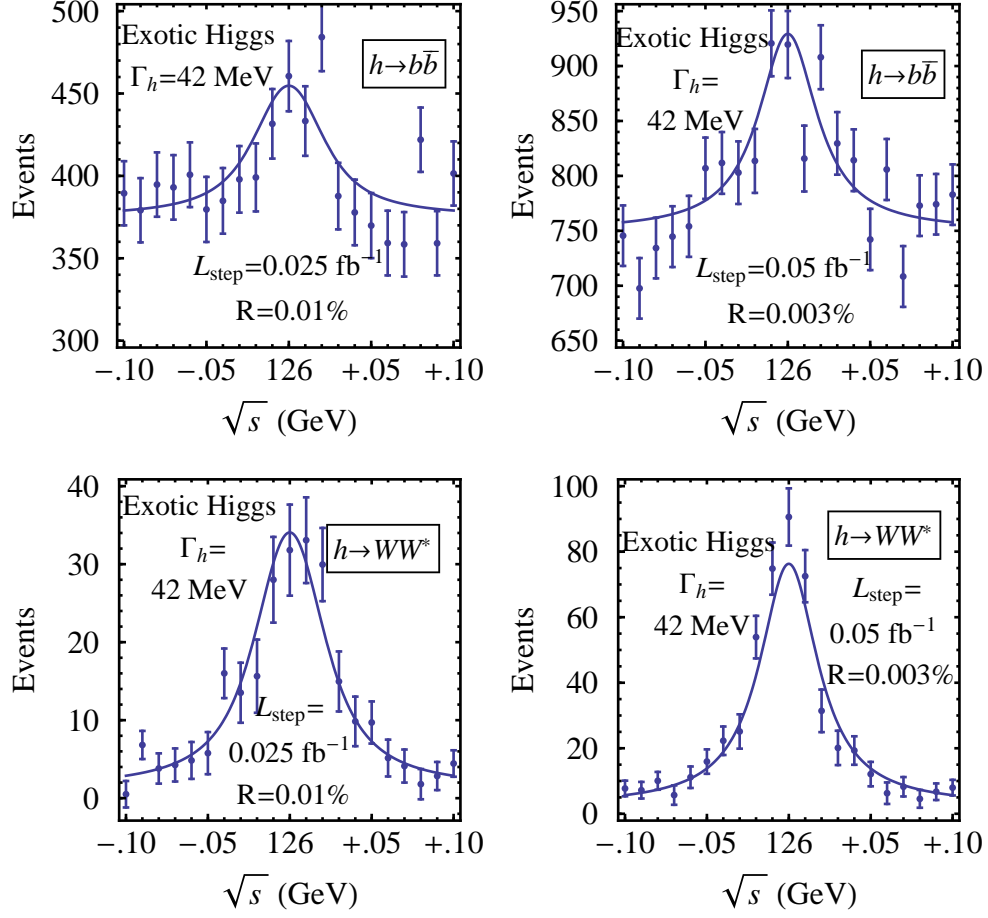 500
450
400
350
300
Events
Exotic Higgs
Γh=42 MeV
h→bb̅
Lstep=0.025 fb−1
R=0.01%
−.10 −.05 126 +.05 +.10
√s (GeV)
950
900
850
800
750
700
650
Events
Exotic Higgs
Γh=
42 MeV
h→bb̅
Lstep=0.05 fb−1
R=0.003%
−.10 −.05 126 +.05 +.10
√s (GeV)
40
30
20
10
0
Events
Exotic Higgs
Γh=
42 MeV
h→WW*
Lstep=
0.025 fb−1
R=0.01%
−.10 −.05 126 +.05 +.10
√s (GeV)
100
80
60
40
20
0
Events
Exotic Higgs
Γh=
42 MeV
h→WW*
Lstep=
0.05 fb−1
R=0.003%
−.10 −.05 126 +.05 +.10
√s (GeV)